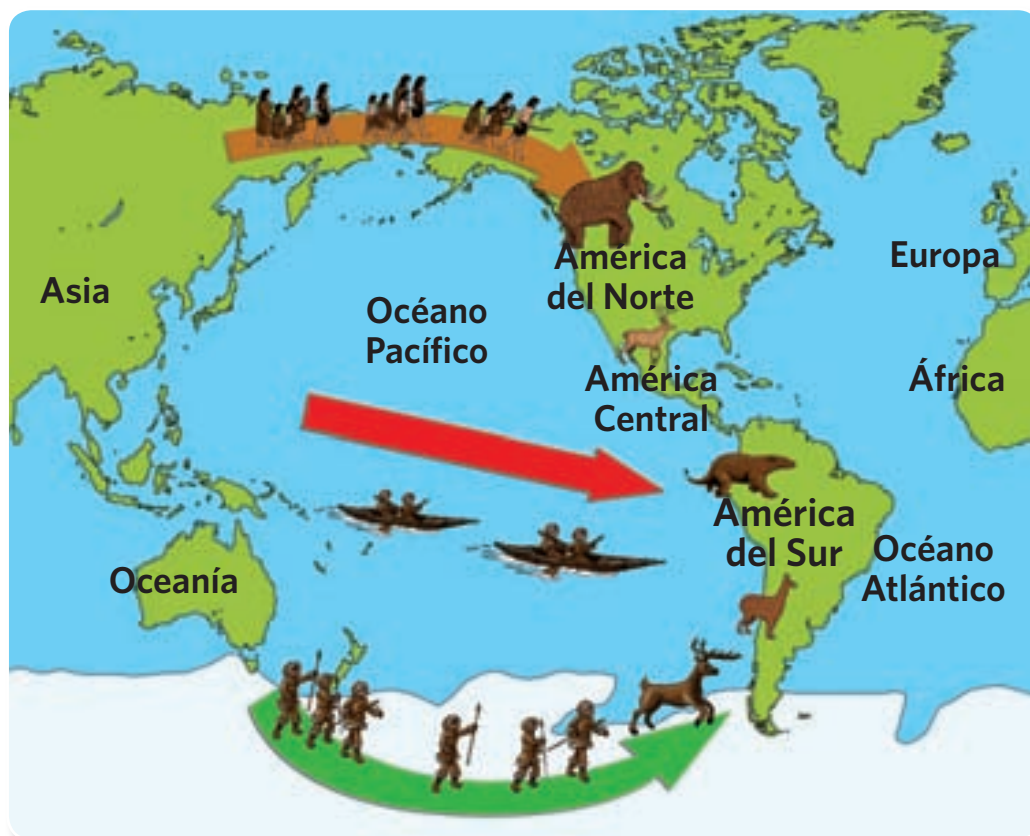 Asia
Océano
Pacífico
América
del Norte
América
Central
Europa
África
Oceanía
América
del Sur
Océano
Atlántico